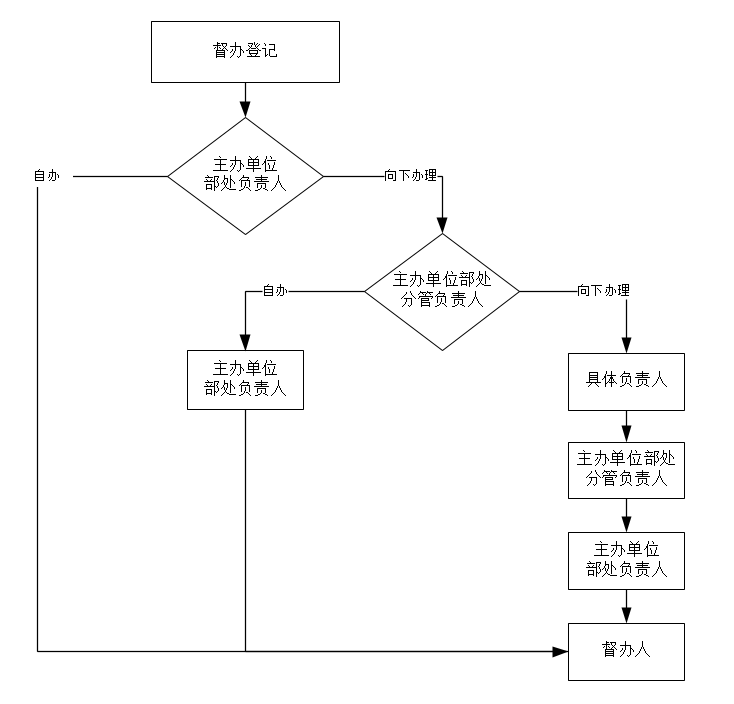 督办登记
主办单位
部处负责人
自办
向下办理
主办单位部处
分管负责人
自办
向下办理
主办单位
部处负责人
具体负责人
主办单位部处
分管负责人
主办单位
部处负责人
督办人